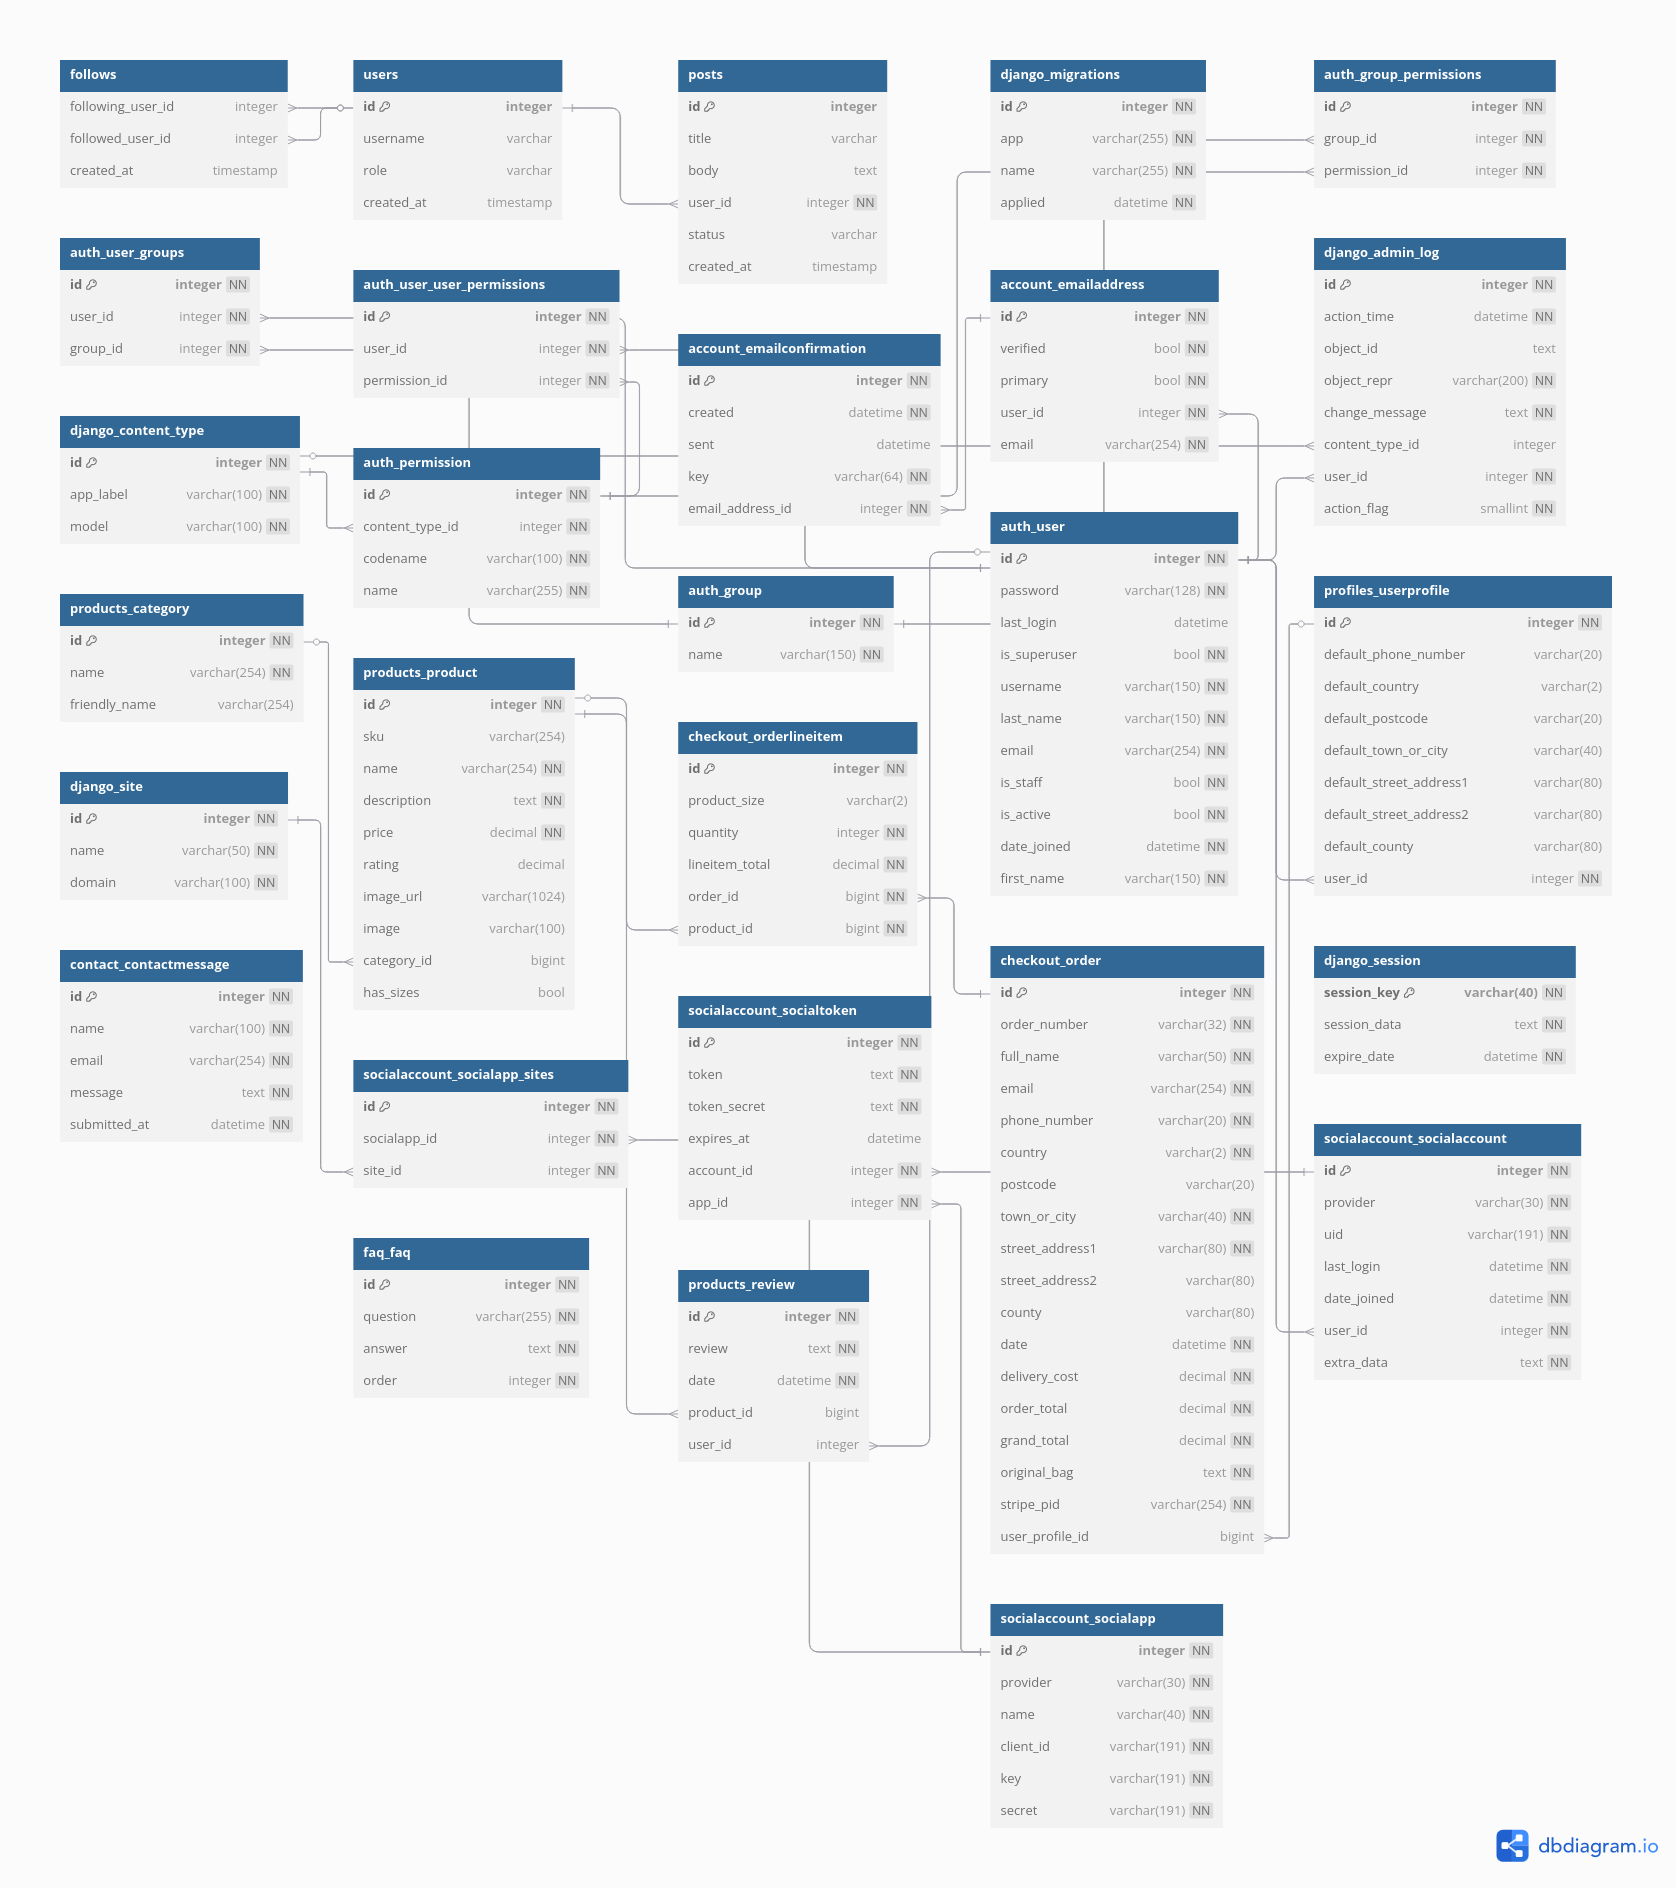 follows
following_user_id integer
followed_user_id integer
created_at timestamp
users
id integer
username varchar
role varchar
created_at timestamp
posts
id integer
title varchar
body text
user_id integer NN
status varchar
created_at timestamp
django_migrations
id integer NN
app varchar(255) NN
name varchar(255) NN
applied datetime NN
auth_group_permissions
id integer NN
group_id integer NN
permission_id integer NN
auth_user_groups
id integer NN
user_id integer NN
group_id integer NN
auth_user_user_permissions
id integer NN
user_id integer NN
permission_id integer NN
account_emailconfirmation
id integer NN
created datetime NN
sent datetime
key varchar(64) NN
email_address_id integer NN
account_emailaddress
id integer NN
verified bool NN
primary bool NN
user_id integer NN
email varchar(254) NN
django_admin_log
id integer NN
action_time datetime NN
object_id text
object_repr varchar(200) NN
change_message text NN
content_type_id integer
user_id integer NN
action_flag smallint NN
django_content_type
id integer NN
app_label varchar(100) NN
model varchar(100) NN
auth_permission
id integer NN
content_type_id integer NN
codename varchar(100) NN
name varchar(255) NN
auth_group
id integer NN
name varchar(150) NN
auth_user
id integer NN
password varchar(128) NN
last_login datetime
is_superuser bool NN
username varchar(150) NN
last_name varchar(150) NN
email varchar(254) NN
is_staff bool NN
is_active bool NN
date_joined datetime NN
first_name varchar(150) NN
profiles_userprofile
id integer NN
default_phone_number varchar(20)
default_country varchar(2)
default_postcode varchar(20)
default_town_or_city varchar(40)
default_street_address1 varchar(80)
default_street_address2 varchar(80)
default_county varchar(80)
user_id integer NN
products_category
id integer NN
name varchar(254) NN
friendly_name varchar(254)
products_product
id integer NN
sku varchar(254)
name varchar(254) NN
description text NN
price decimal NN
rating decimal
image_url varchar(1024)
image varchar(100)
category_id bigint
has_sizes bool
checkout_orderlineitem
id integer NN
product_size varchar(2)
quantity integer NN
lineitem_total decimal NN
order_id bigint NN
product_id bigint NN
django_site
id integer NN
name varchar(50) NN
domain varchar(100) NN
contact_contactmessage
id integer NN
name varchar(100) NN
email varchar(254) NN
message text NN
submitted_at datetime NN
socialaccount_socialapp_sites
id integer NN
socialapp_id integer NN
site_id integer NN
socialaccount_socialtoken
id integer NN
token text NN
token_secret text NN
expires_at datetime
account_id integer NN
app_id integer NN
checkout_order
id integer NN
order_number varchar(32) NN
full_name varchar(50) NN
email varchar(254) NN
phone_number varchar(20) NN
country varchar(2) NN
postcode varchar(20)
town_or_city varchar(40) NN
street_address1 varchar(80) NN
street_address2 varchar(80)
county varchar(80)
date datetime NN
delivery_cost decimal NN
order_total decimal NN
grand_total decimal NN
original_bag text NN
stripe_pid varchar(254) NN
user_profile_id bigint
django_session
session_key varchar(40) NN
session_data text NN
expire_date datetime NN
socialaccount_socialaccount
id integer NN
provider varchar(30) NN
uid varchar(191) NN
last_login datetime NN
date_joined datetime NN
user_id integer NN
extra_data text NN
faq_faq
id integer NN
question varchar(255) NN
answer text NN
order integer NN
products_review
id integer NN
review text NN
date datetime NN
product_id bigint
user_id integer
socialaccount_socialapp
id integer NN
provider varchar(30) NN
name varchar(40) NN
client_id varchar(191) NN
key varchar(191) NN
secret varchar(191) NN
dbdiagram.io